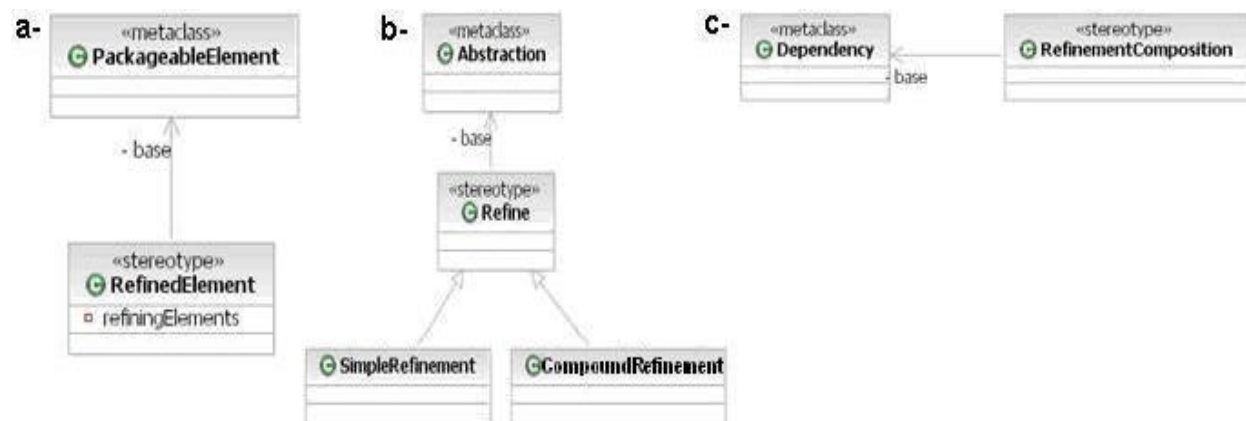 a-
«metaclass»
PackageableElement
- base
«stereotype»
RefinedElement
refiningElements
b-
«metaclass»
Abstraction
- base
«stereotype»
Refine
SimpleRefinement
CompoundRefinement
c-
«metaclass»
Dependency
- base
«stereotype»
RefinementComposition